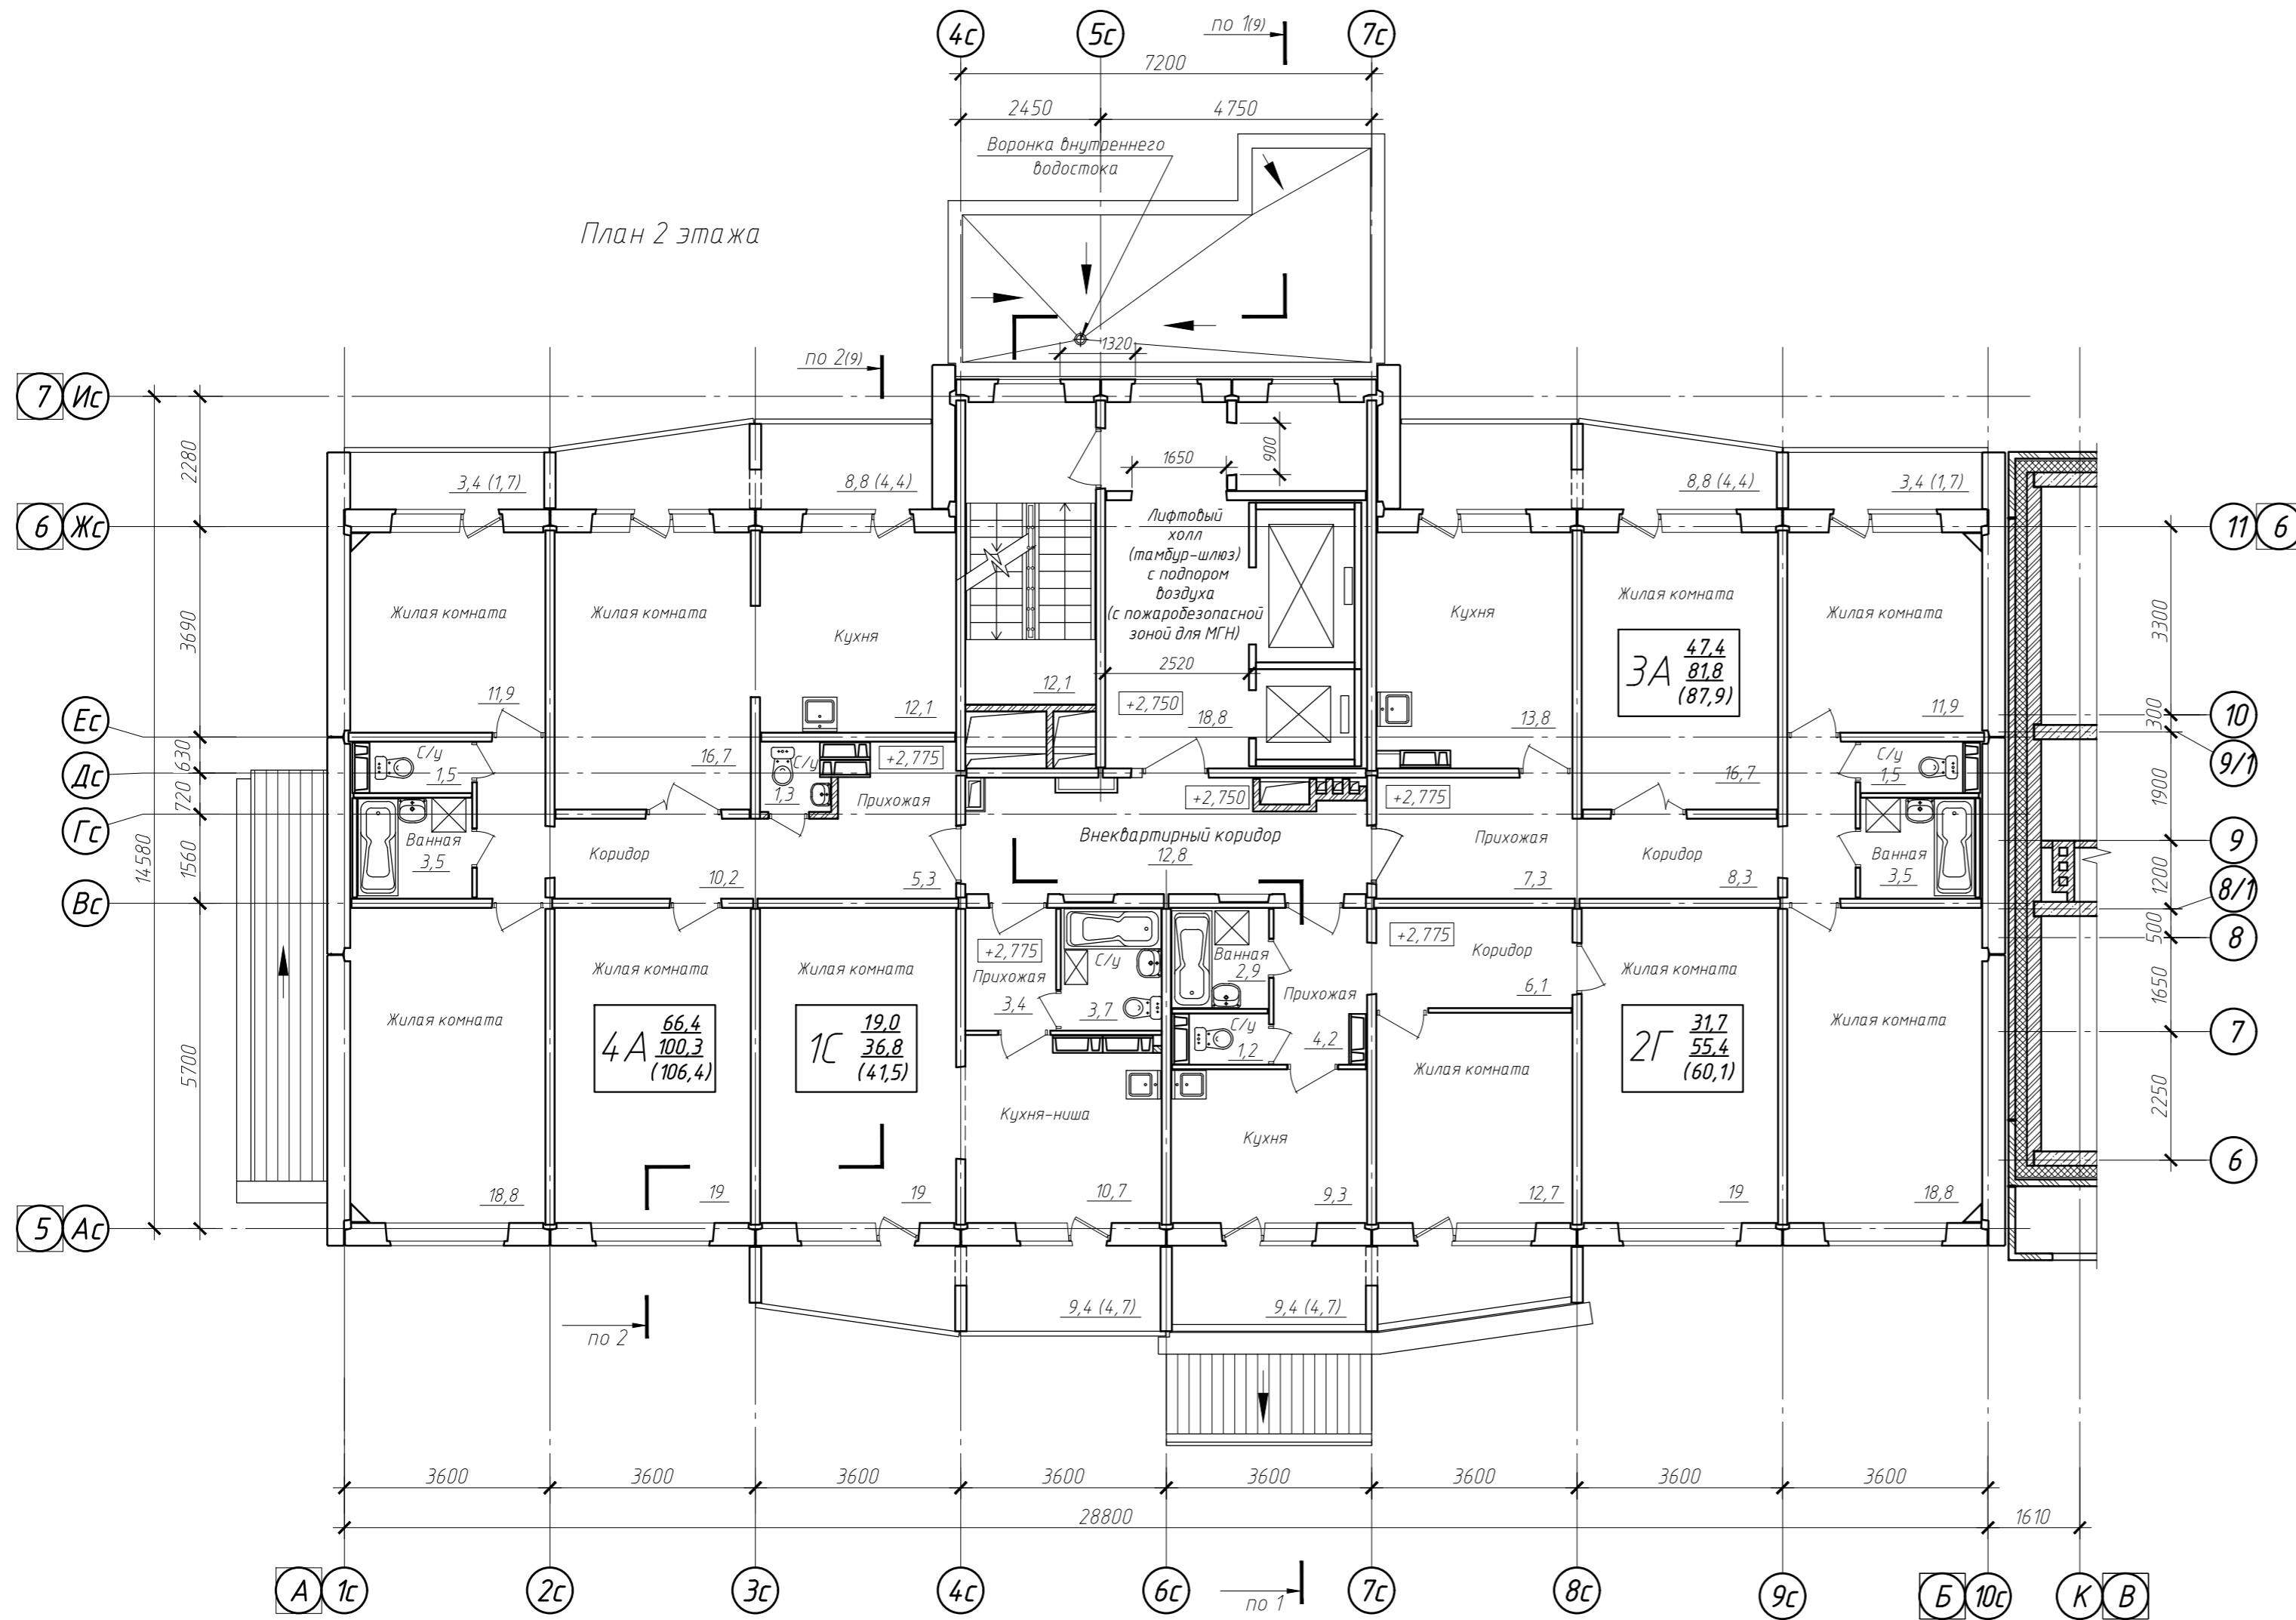 4с
5с
7с
по 1(9)
7200
2450
4750
Воронка внутреннего
водостока
План 2 этажа
1320
по 2(9)
7
Ис
2280
1650
900
3,4 (1,7)
8,8 (4,4)
8,8 (4,4)
3,4 (1,7)
6
Жс
11
6
Лифтовый
холл
(тамбур-шлюз)
с подпором
воздуха
(с пожаробезопасной
зоной для МГН)
Жилая комната
Жилая комната
Кухня
Кухня
Жилая комната
Жилая комната
3690
3300
3А
47,4
81,8
(87,9)
2520
12,1
+2,750
18,8
11,9
12,1
13,8
11,9
Ес
10
300
630
9/1
С/у
1,5
16,7
С/у
1,3
+2,775
Прихожая
+2,750
+2,775
16,7
С/у
1,5
Дс
720
1900
Гс
9
14580
1560
Ванная
3,5
Коридор
10,2
5,3
Внеквартирный коридор
12,8
Прихожая
7,3
Коридор
8,3
Ванная
3,5
1200
8/1
Вс
500
8
+2,775
Прихожая
3,4
С/у
3,7
Ванная
2,9
Прихожая
+2,775
Коридор
6,1
Жилая комната
Жилая комната
Жилая комната
Жилая комната
Жилая комната
1650
7
4А
66,4
100,3
(106,4)
1С
19,0
36,8
(41,5)
С/у
1,2
4,2
2Г
31,7
55,4
(60,1)
5700
Жилая комната
Кухня-ниша
Кухня
2250
6
18,8
19
19
10,7
9,3
12,7
19
18,8
5
Ас
9,4 (4,7)
9,4 (4,7)
по 2
3600
3600
3600
3600
3600
3600
3600
3600
28800
1610
А
1с
2с
3с
4с
6с
по 1
7с
8с
9с
Б
10с
К
В